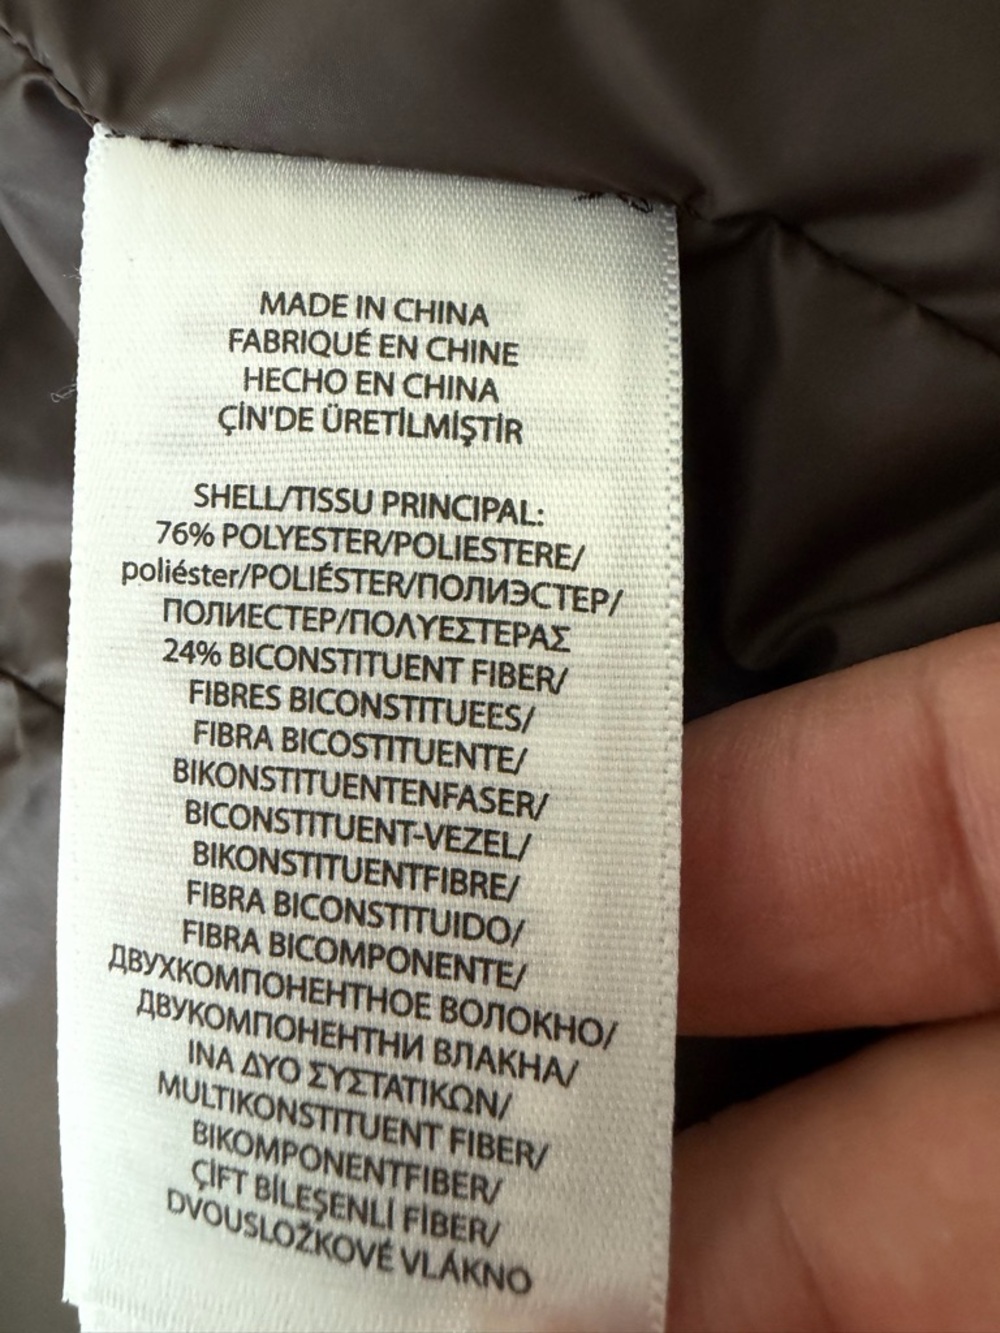 MADE IN CHINA
FABRIQUÉ EN CHINE
HECHO EN CHINA
ÇİN'DE ÜRETİLMİŞTİR
SHELL/TISSU PRINCIPAL:
76% POLYESTER/POLIESTERE/
poliéster/POLIÉSTER/ПОЛИЭСТЕР/
ПОЛИЕСТЕР/ΠΟΛΥΕΣΤΕΡΑΣ
24% BICONSTITUENT FIBER/
FIBRES BICONSTITUEES/
FIBRA BICOSTITUENTE/
BIKONSTITUENTENFASER/
BICONSTITUENT-VEZEL/
BIKONSTITUENTFIBRE/
FIBRA BICONSTITUIDO/
FIBRA BICOMPONENTE/
ДВУХКОМПОНЕНТНОЕ ВОЛОКНО/
ДВУКОМПОНЕНТНИ ВЛАКНА/
ΙΝΑ ΔΥΟ ΣΥΣΤΑΤΙΚΩΝ/
MULTIKONSTITUENT FIBER/
BIKOMPONENTFIBER/
ÇİFT BİLEŞENLİ FİBER/
DVOUSLOŽKOVÉ VLÁKNO